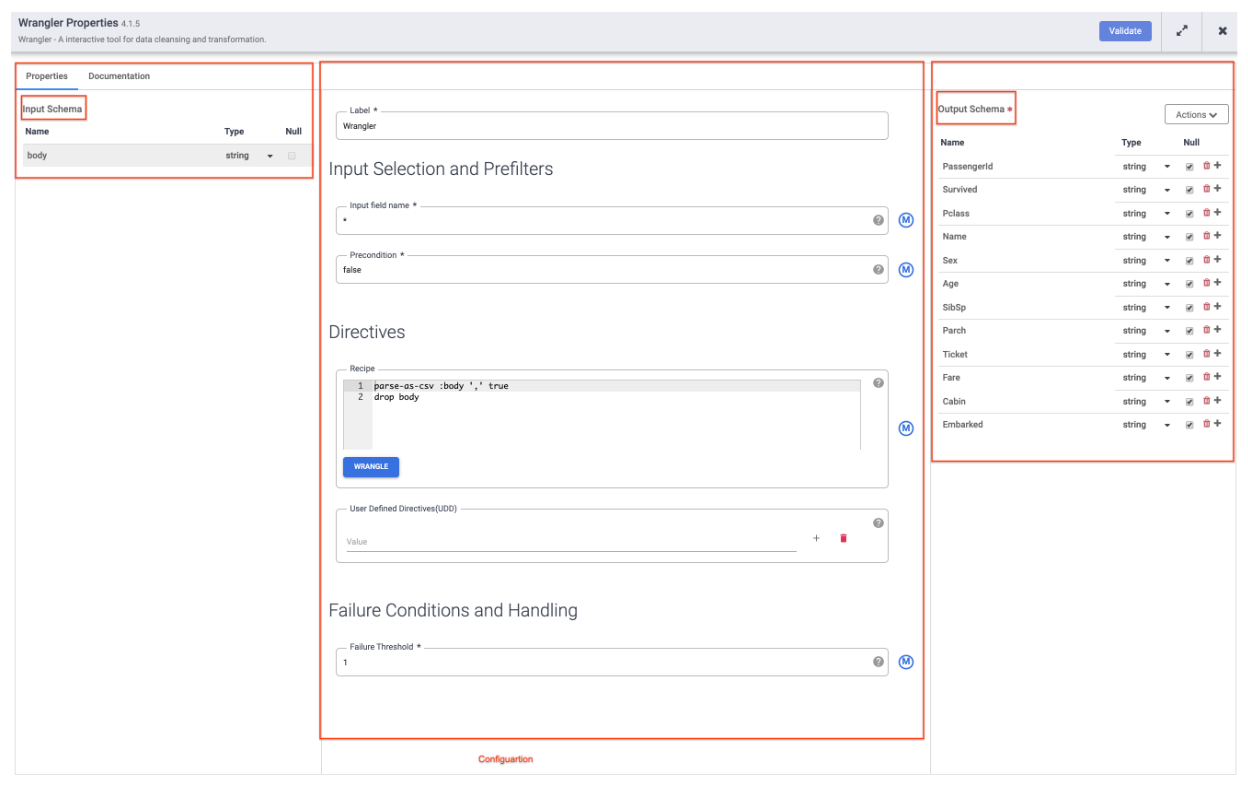 Wrangler Properties 4.1.5
Wrangler - A interactive tool for data cleansing and transformation.
Validate
Properties Documentation
Input Schema
Name Type Null
body string
Label *
Wrangler
Input Selection and Prefilters
Input field name *
*
M
Precondition *
false
M
Directives
Recipe
1 parse-as-csv :body ',' true
2 drop body
M
WRANGLE
User Defined Directives(UDD)
Value
Failure Conditions and Handling
Failure Threshold *
1
M
Configuartion
Output Schema *
Actions
Name Type Null
PassengerId string
Survived string
Pclass string
Name string
Sex string
Age string
SibSp string
Parch string
Ticket string
Fare string
Cabin string
Embarked string